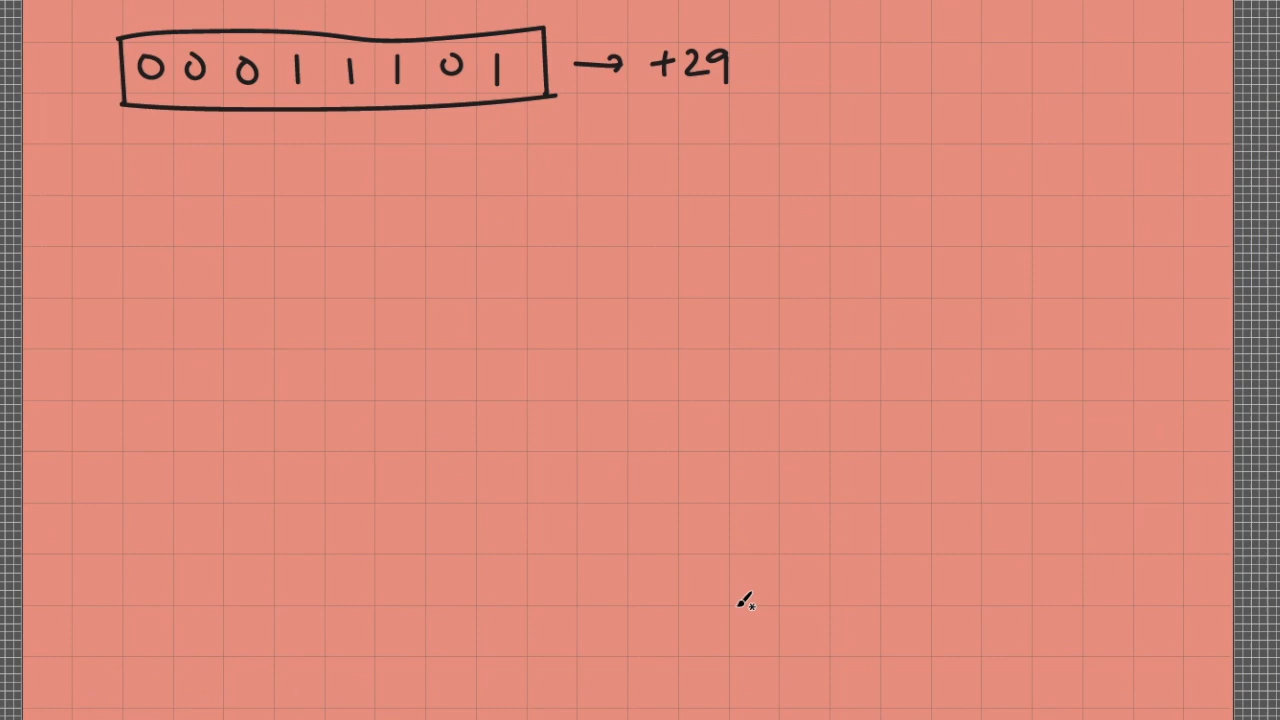 0 0 0 1 1 1 0 1 → +29